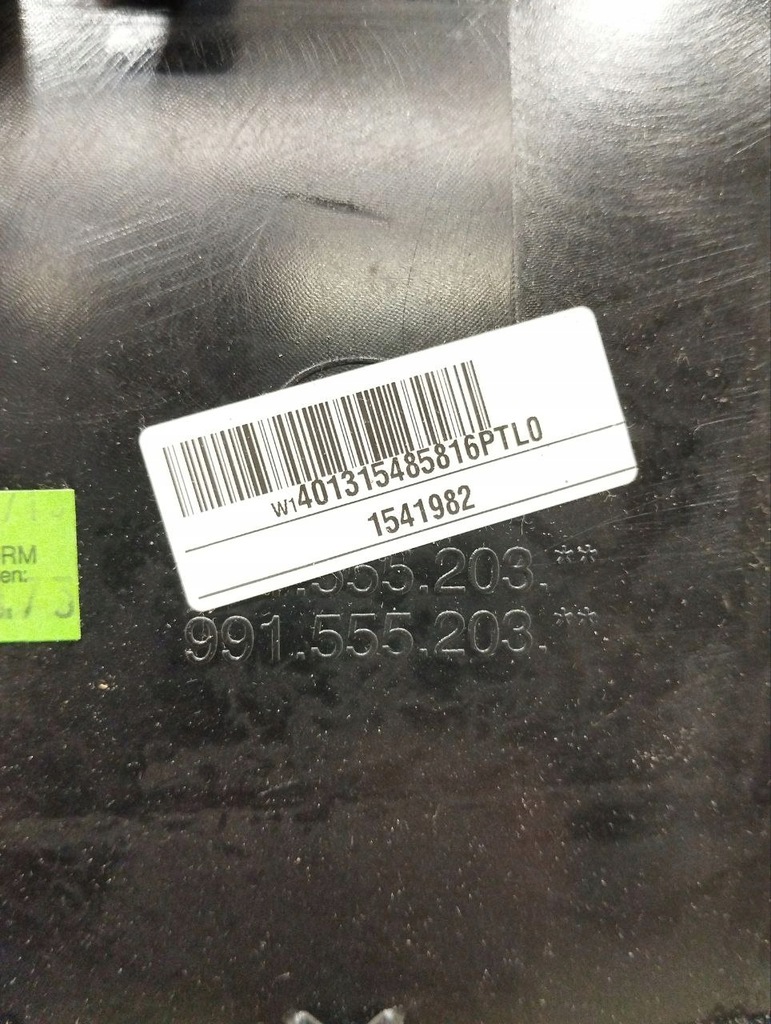 W1401315485816PTL0
1541982
RM
en:
.555.203.**
991.555.203.**